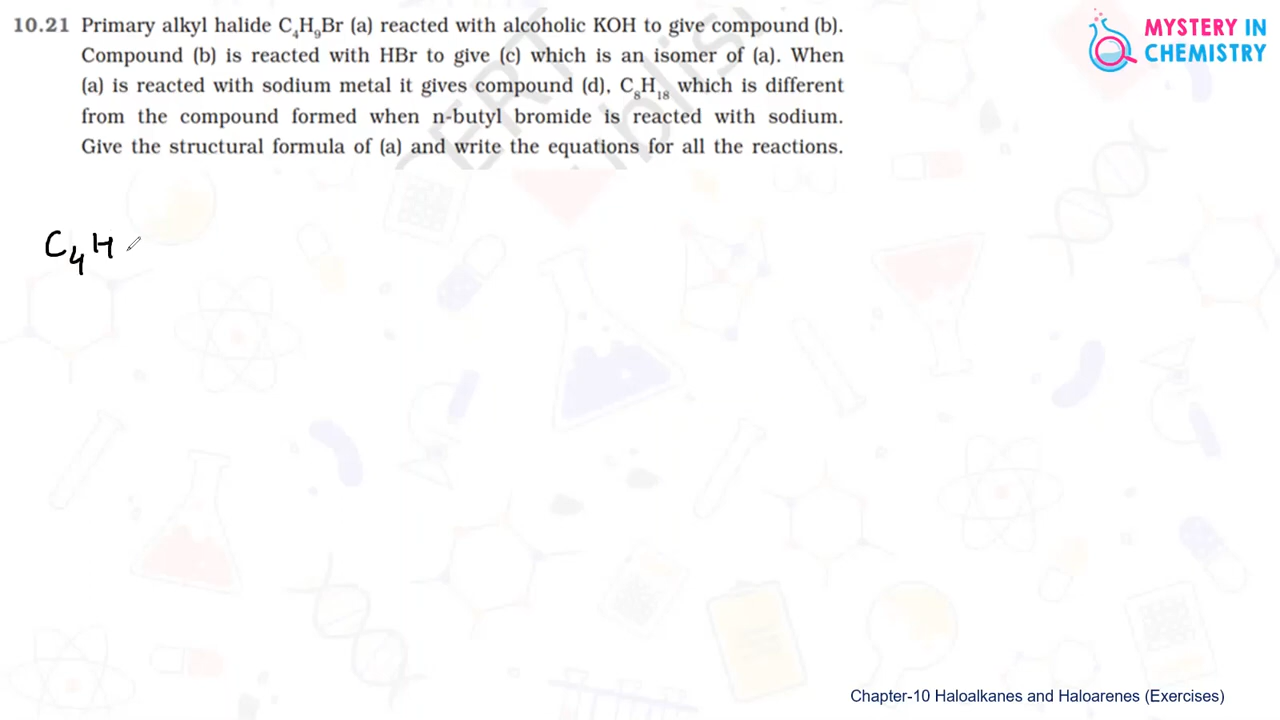 10.21 Primary alkyl halide C₄H₉Br (a) reacted with alcoholic KOH to give compound (b).
Compound (b) is reacted with HBr to give (c) which is an isomer of (a). When
(a) is reacted with sodium metal it gives compound (d), C₈H₁₈ which is different
from the compound formed when n-butyl bromide is reacted with sodium.
Give the structural formula of (a) and write the equations for all the reactions.
MYSTERY IN
CHEMISTRY
C₄H
Chapter-10 Haloalkanes and Haloarenes (Exercises)